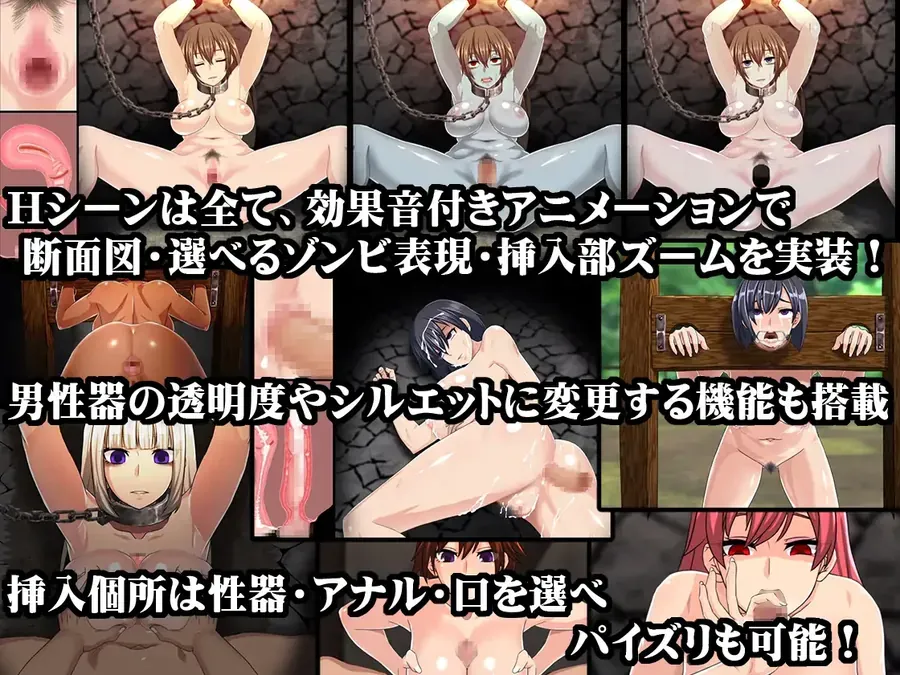 Hシーンは全て、効果音付きアニメーションで
断面図・選べるゾンビ表現・挿入部ズームを実装！
男性器の透明度やシルエットに変更する機能も搭載
挿入個所は性器・アナル・口を選べ
パイズリも可能！